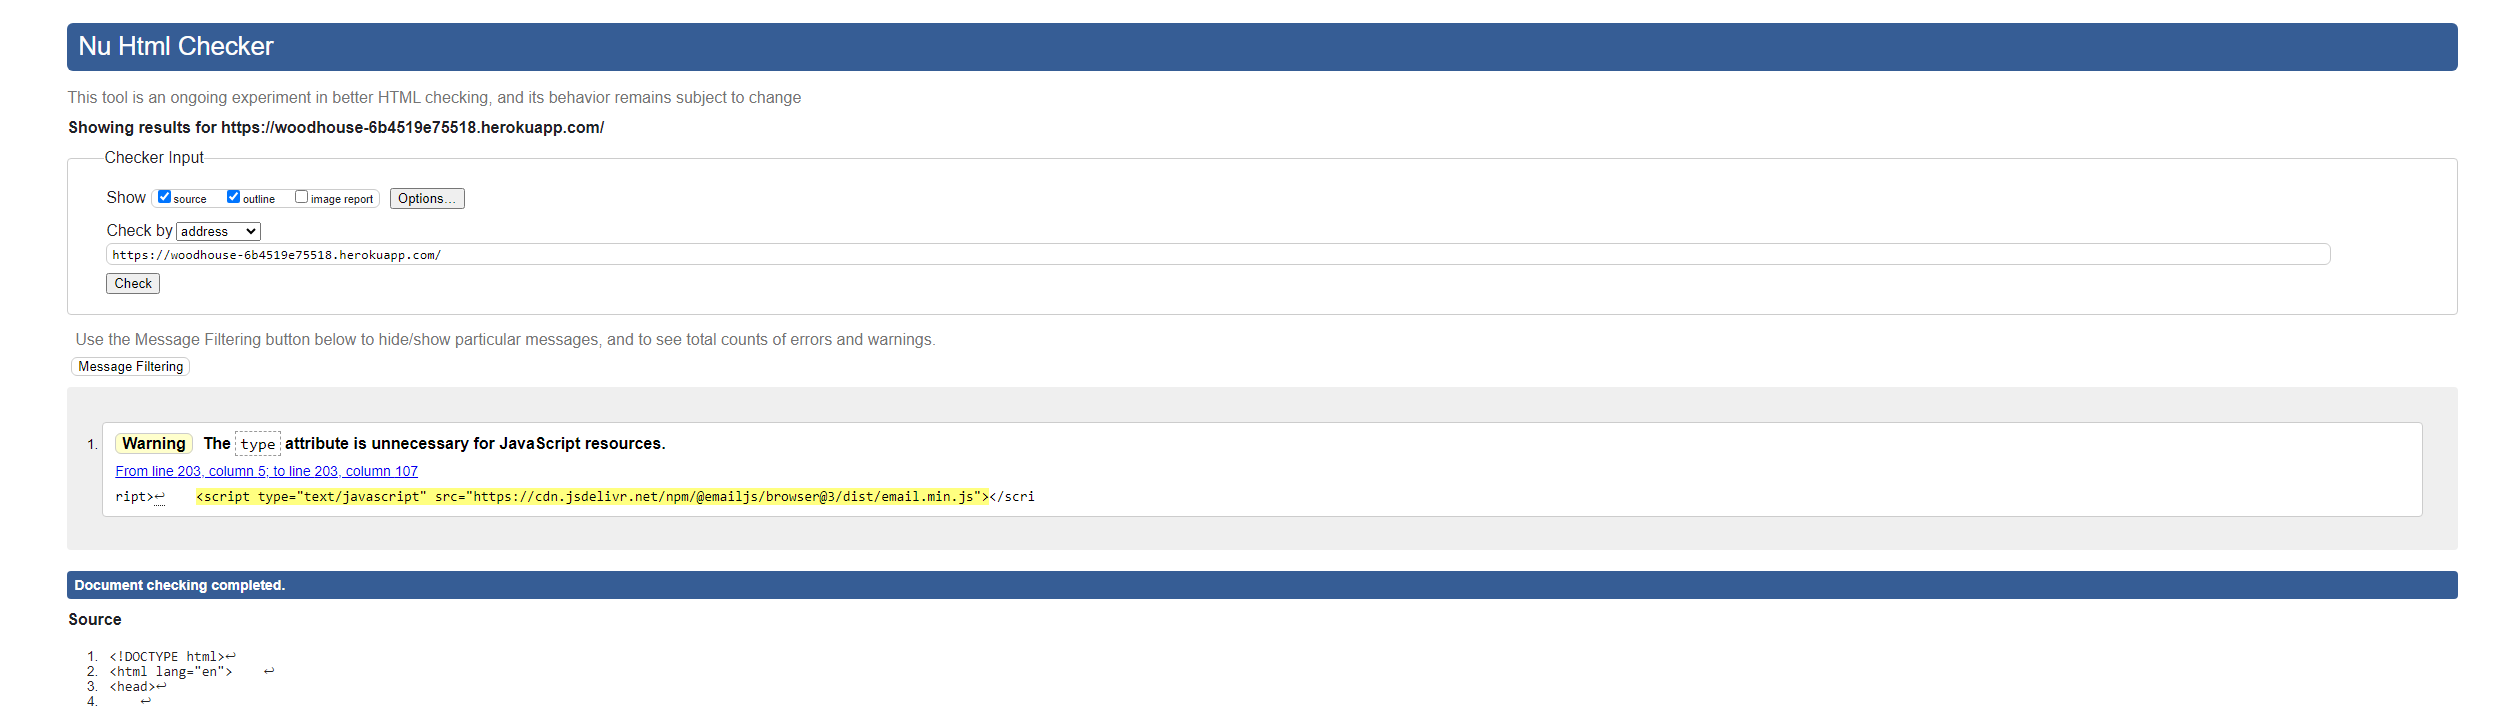 Nu Html Checker
This tool is an ongoing experiment in better HTML checking, and its behavior remains subject to change
Showing results for https://woodhouse-6b4519e75518.herokuapp.com/
Checker Input
Show source outline image report Options...
Check by address
https://woodhouse-6b4519e75518.herokuapp.com/
Check
Use the Message Filtering button below to hide/show particular messages, and to see total counts of errors and warnings.
Message Filtering
1. Warning The type attribute is unnecessary for JavaScript resources.
From line 203, column 5; to line 203, column 107
ript>↩ <script type="text/javascript" src="https://cdn.jsdelivr.net/npm/@emailjs/browser@3/dist/email.min.js"></scri
Document checking completed.
Source
1. <!DOCTYPE html>↩
2. <html lang="en"> ↩
3. <head>↩
4. ↩